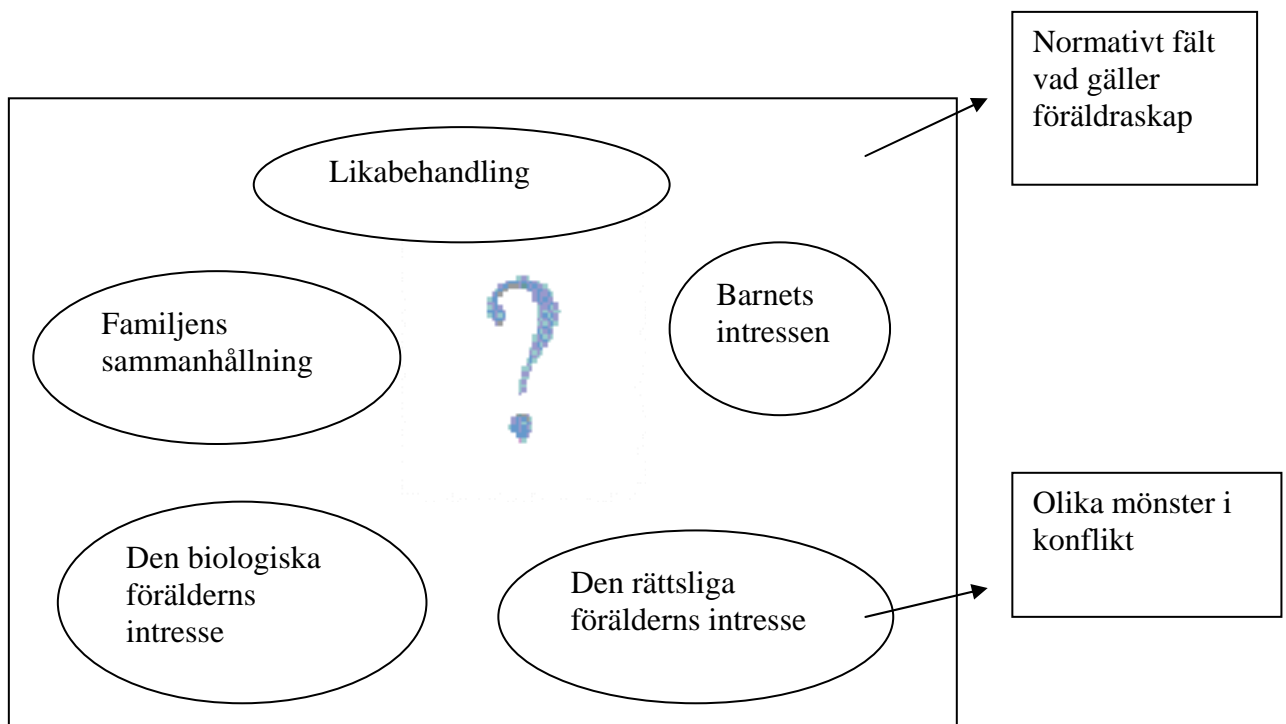 Normativt fält
vad gäller
föräldraskap
Likabehandling
Barnets
intressen
Familjens
sammanhållning
?
Olika mönster i
konflikt
Den biologiska
förälderns
intresse
Den rättsliga
förälderns intresse